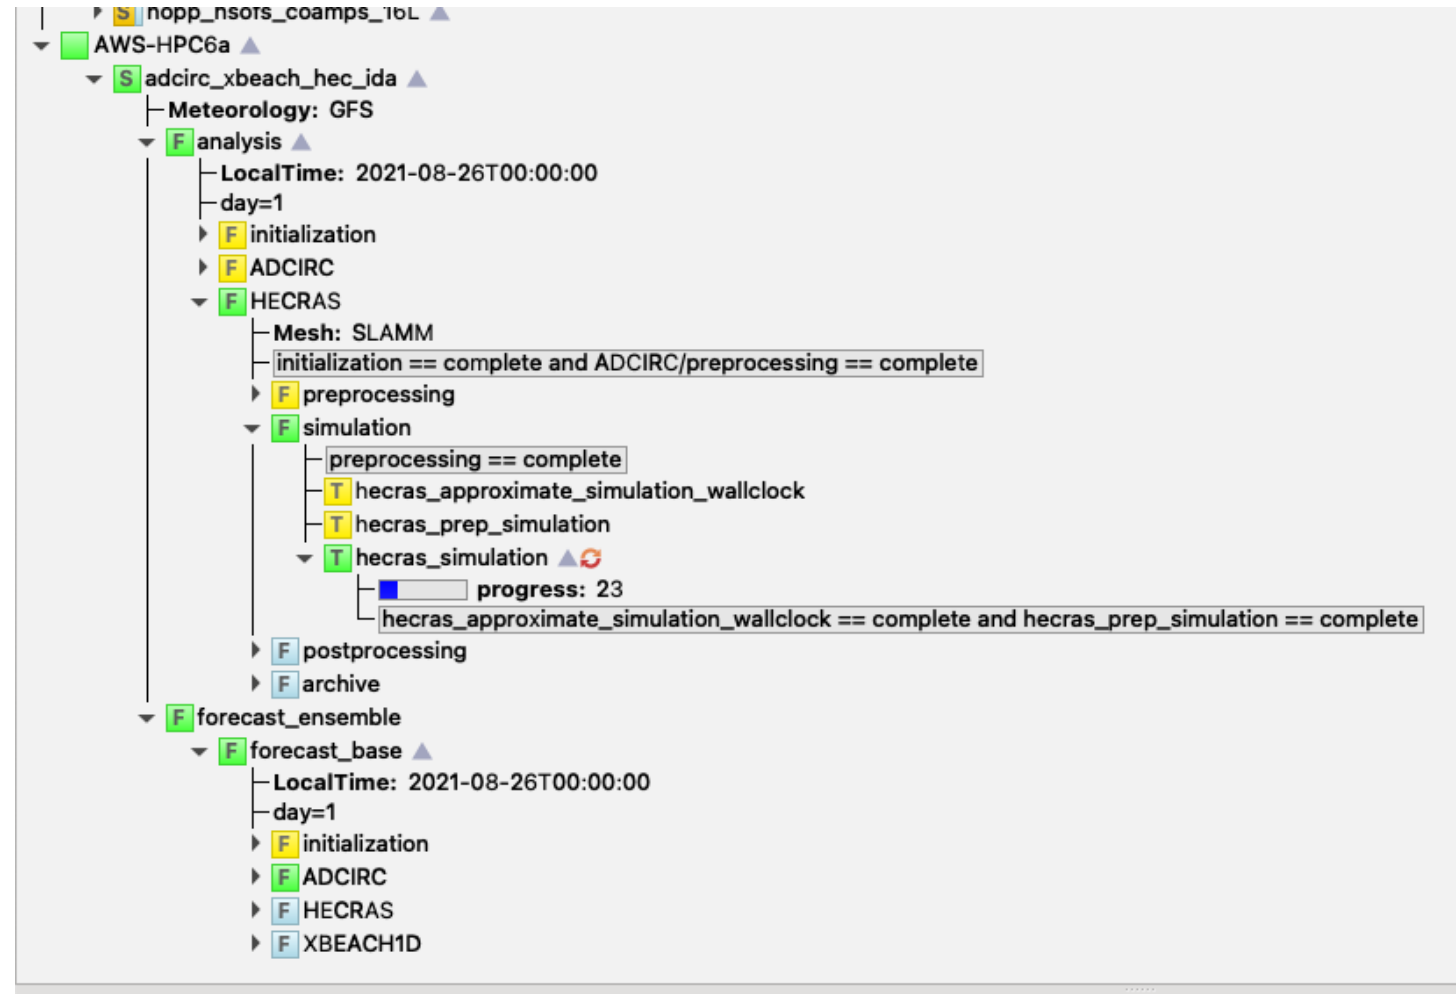 S nopp_nsofs_coamps_16L
AWS-HPC6a
S adcirc_xbeach_hec_ida
Meteorology: GFS
F analysis
LocalTime: 2021-08-26T00:00:00
day=1
F initialization
F ADCIRC
F HECRAS
Mesh: SLAMM
initialization == complete and ADCIRC/preprocessing == complete
F preprocessing
F simulation
preprocessing == complete
T hecras_approximate_simulation_wallclock
T hecras_prep_simulation
T hecras_simulation
progress: 23
hecras_approximate_simulation_wallclock == complete and hecras_prep_simulation == complete
F postprocessing
F archive
F forecast_ensemble
F forecast_base
LocalTime: 2021-08-26T00:00:00
day=1
F initialization
F ADCIRC
F HECRAS
F XBEACH1D